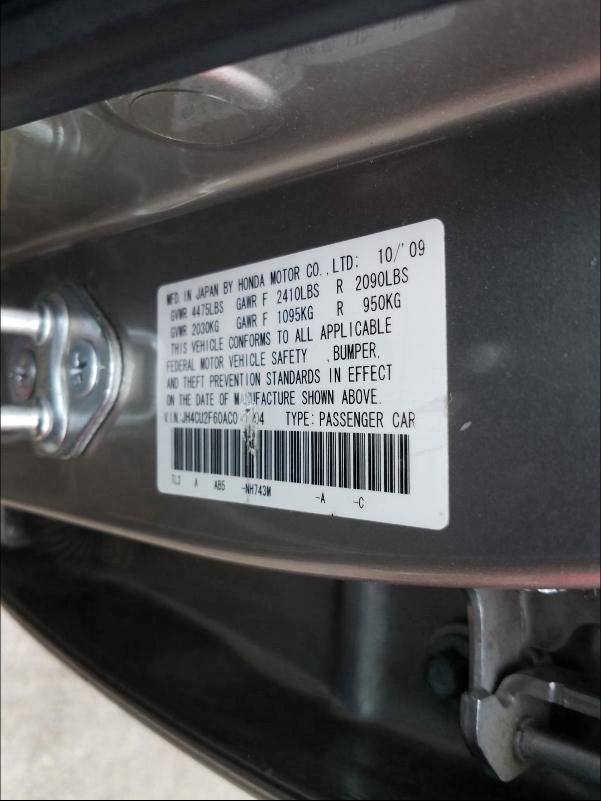 MFD. IN JAPAN BY HONDA MOTOR CO., LTD; 10/'09
GVWR 4475LBS GAWR F 2410LBS R 2090LBS
GVWR 2030KG GAWR F 1095KG R 950KG
THIS VEHICLE CONFORMS TO ALL APPLICABLE
FEDERAL MOTOR VEHICLE SAFETY ,BUMPER,
AND THEFT PREVENTION STANDARDS IN EFFECT
ON THE DATE OF MANUFACTURE SHOWN ABOVE.
VIN: TYPE: PASSENGER CAR
TL2 A AB5 -NH743M -A -C